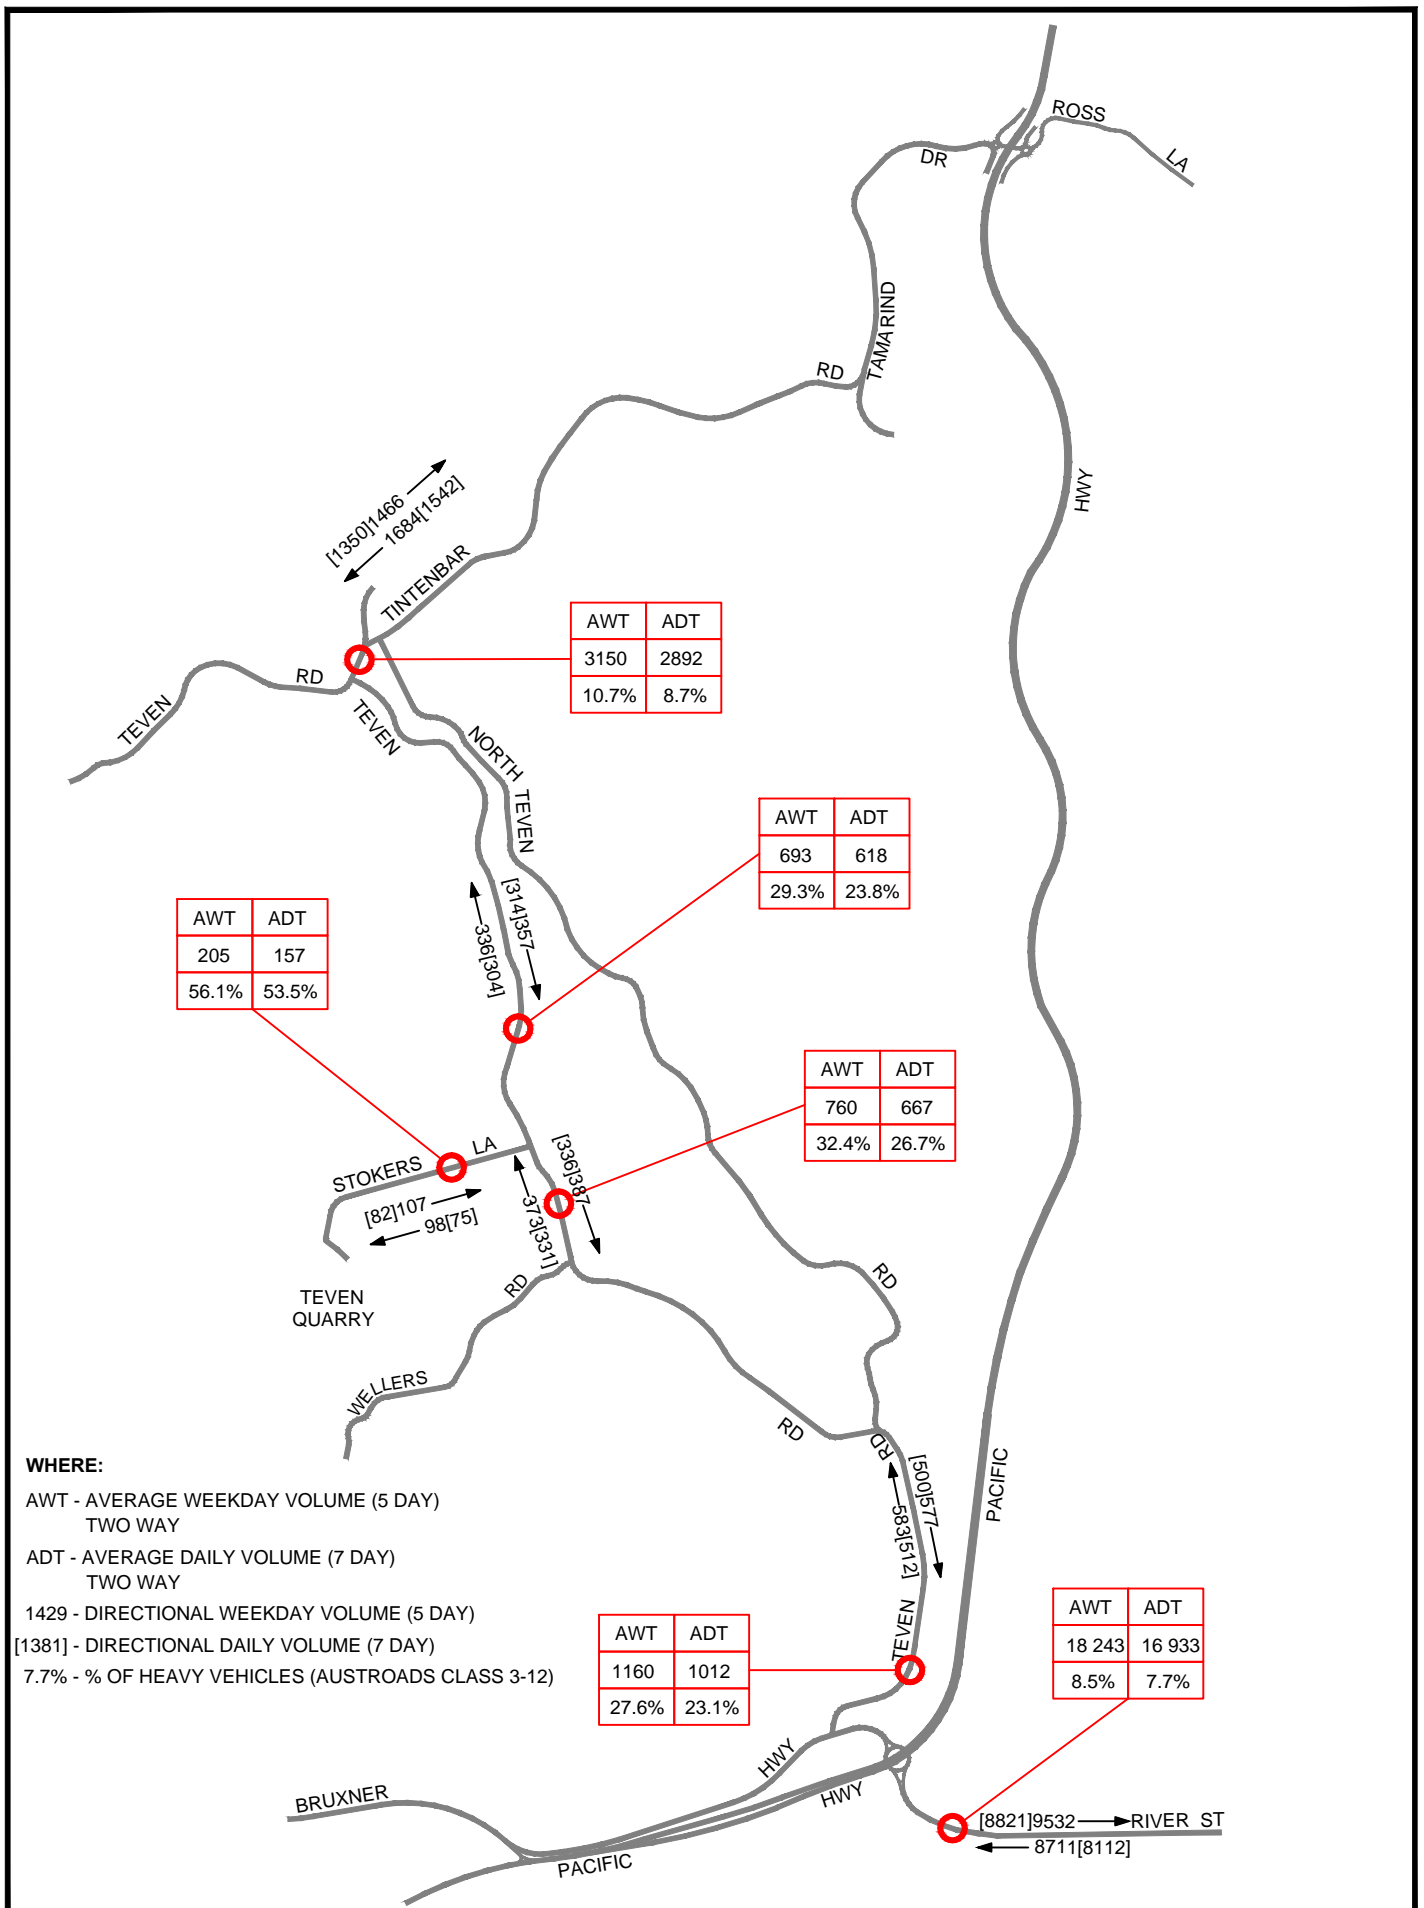 ROSS
LA
DR
TAMARIND
RD
HWY
[1350]1466
1684[1542]
TINTENBAR
AWT ADT
3150 2892
10.7% 8.7%
RD
TEVEN
TEVEN
NORTH
TEVEN
AWT ADT
693 618
29.3% 23.8%
[314]357
336[304]
AWT ADT
205 157
56.1% 53.5%
AWT ADT
760 667
32.4% 26.7%
STOKERS LA
[82]107
98[75]
[336]387
373[331]
TEVEN
QUARRY
RD
WELLERS
RD
RD
RD
[500]577
583[512]
PACIFIC
TEVEN
WHERE:
AWT - AVERAGE WEEKDAY VOLUME (5 DAY)
TWO WAY
ADT - AVERAGE DAILY VOLUME (7 DAY)
TWO WAY
1429 - DIRECTIONAL WEEKDAY VOLUME (5 DAY)
[1381] - DIRECTIONAL DAILY VOLUME (7 DAY)
7.7% - % OF HEAVY VEHICLES (AUSTROADS CLASS 3-12)
AWT ADT
1160 1012
27.6% 23.1%
AWT ADT
18 243 16 933
8.5% 7.7%
HWY
HWY
BRUXNER
PACIFIC
[8821]9532
RIVER ST
8711[8112]